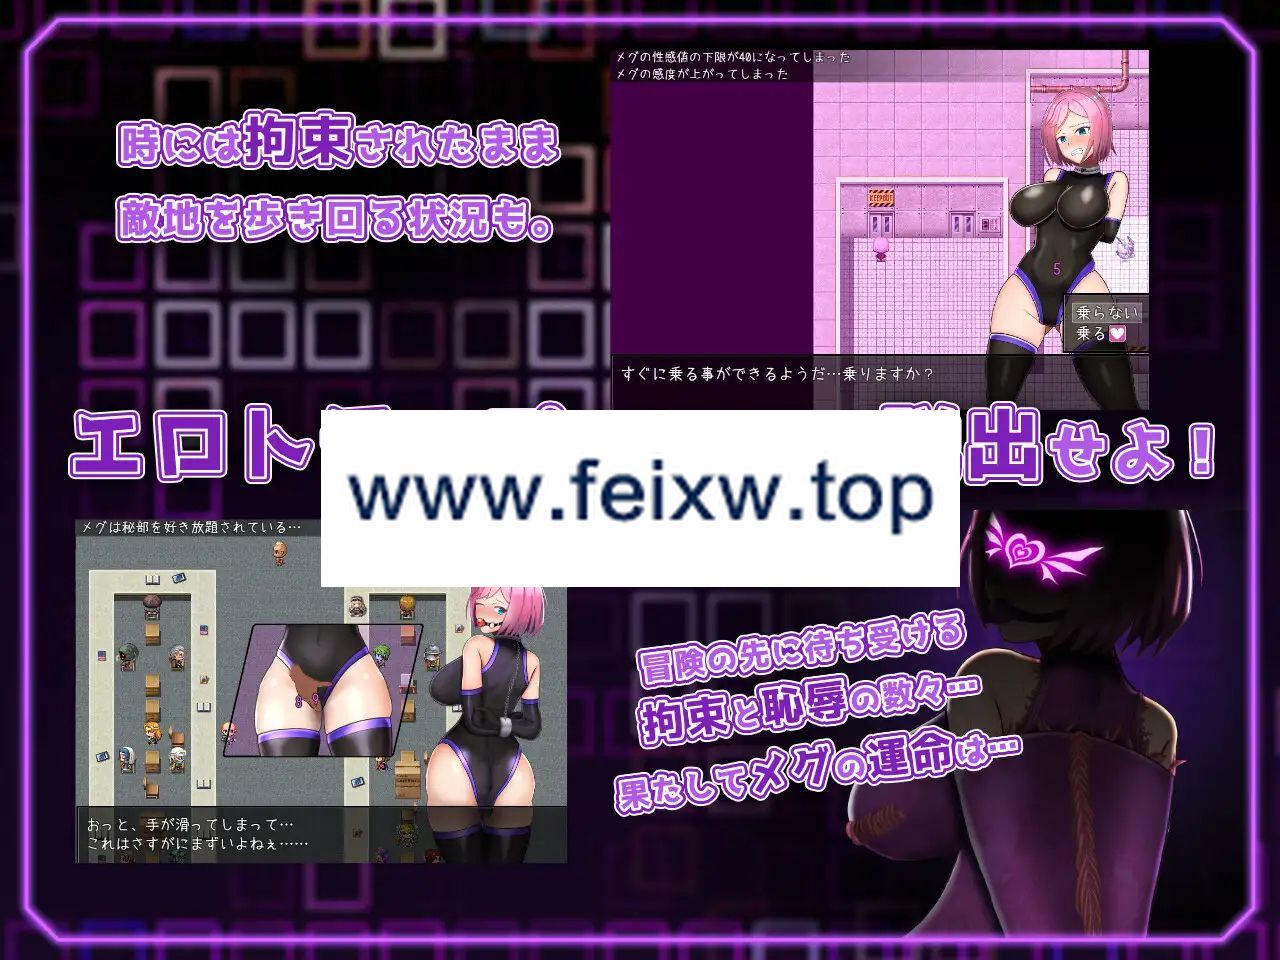 メグの性感値の下限が40になってしまった
メグの感度が上がってしまった
時には拘束されたまま
敵地を歩き回る状況も。
KEEPOUT
5
乗らない
乗る
すぐに乗る事ができるようだ…乗りますか？
エロト
出せよ！
www.feixw.top
メグは秘部を好き放題されている…
おっと、手が滑ってしまって…
これはさすがにまずいよねぇ……
冒険の先に待ち受ける
拘束と恥辱の数々…
果たしてメグの運命は…